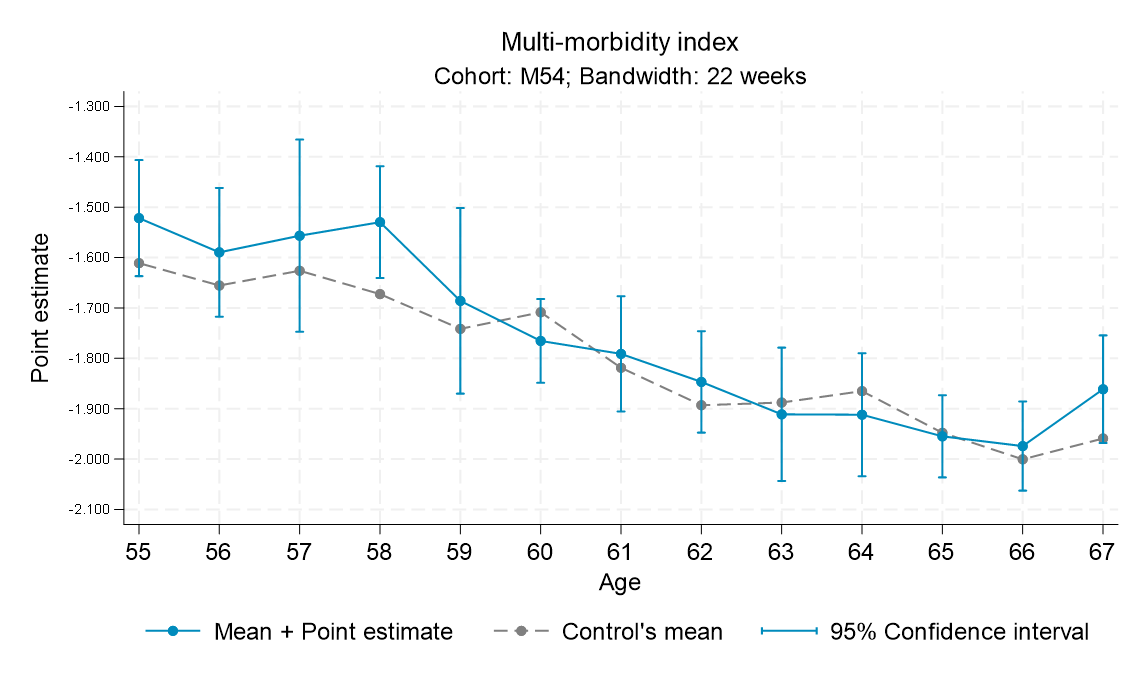 Multi-morbidity index
Cohort: M54; Bandwidth: 22 weeks
Point estimate
-1.300
-1.400
-1.500
-1.600
-1.700
-1.800
-1.900
-2.000
-2.100
55 56 57 58 59 60 61 62 63 64 65 66 67
Age
Mean + Point estimate Control's mean 95% Confidence interval